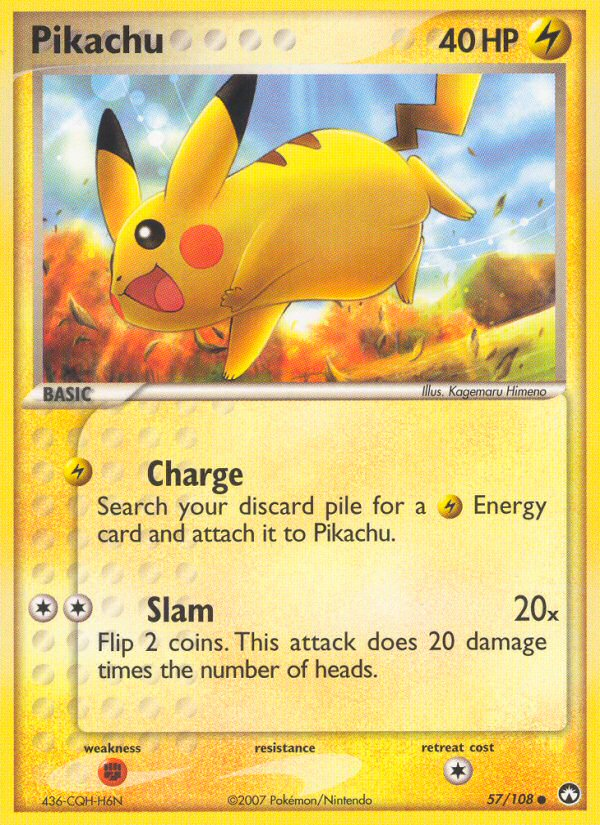 Pikachu 40 HP
BASIC Illus. Kagemaru Himeno
Charge
Search your discard pile for a Energy
card and attach it to Pikachu.
Slam 20x
Flip 2 coins. This attack does 20 damage
times the number of heads.
weakness resistance retreat cost
436-CQH-H6N ©2007 Pokémon/Nintendo 57/108